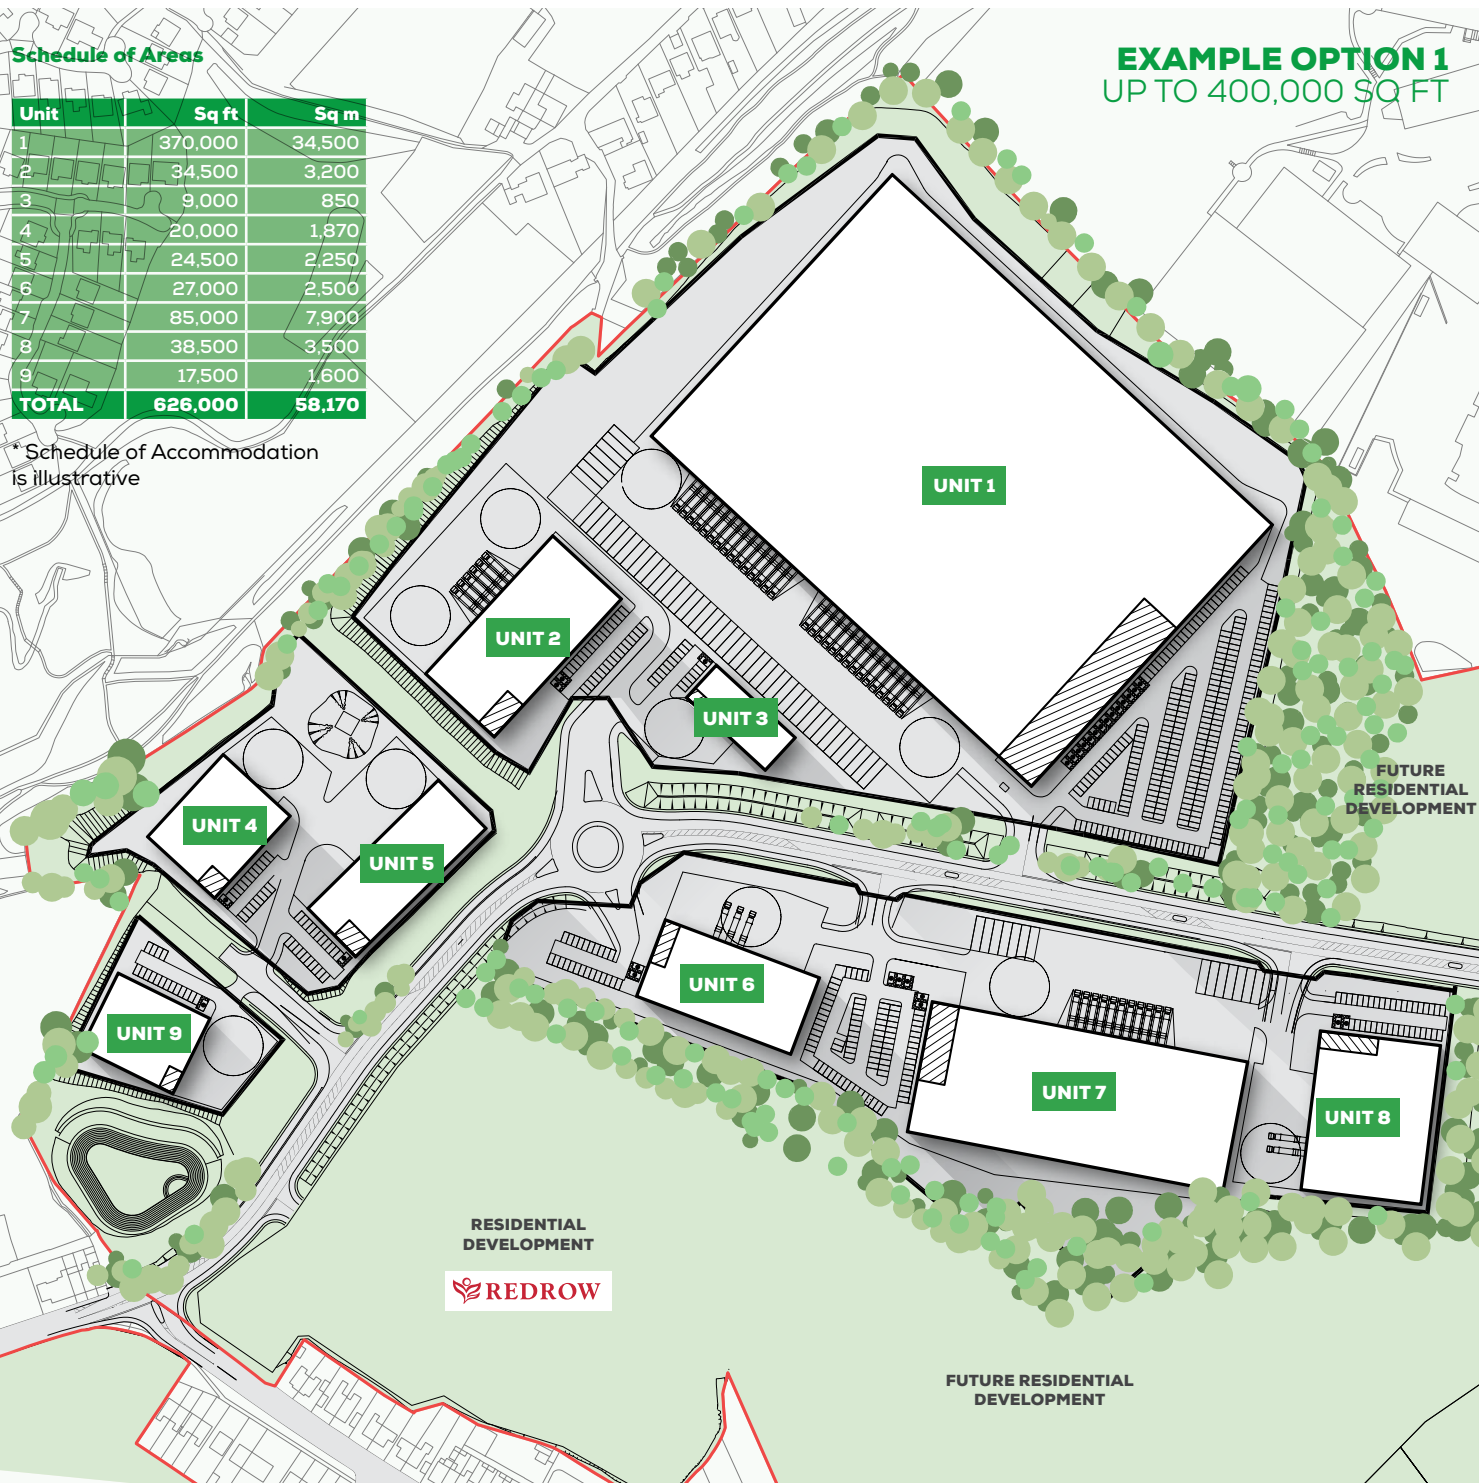 Schedule of Areas
EXAMPLE OPTION 1
UP TO 400,000 SQ FT
Unit Sq ft Sq m
1 370,000 34,500
2 34,500 3,200
3 9,000 850
4 20,000 1,870
5 24,500 2,250
6 27,000 2,500
7 85,000 7,900
8 38,500 3,500
9 17,500 1,600
TOTAL 626,000 58,170
* Schedule of Accommodation
is illustrative
UNIT 1
UNIT 2
UNIT 3
UNIT 4
UNIT 5
UNIT 6
UNIT 7
UNIT 8
UNIT 9
FUTURE
RESIDENTIAL
DEVELOPMENT
RESIDENTIAL
DEVELOPMENT
REDROW
FUTURE RESIDENTIAL
DEVELOPMENT